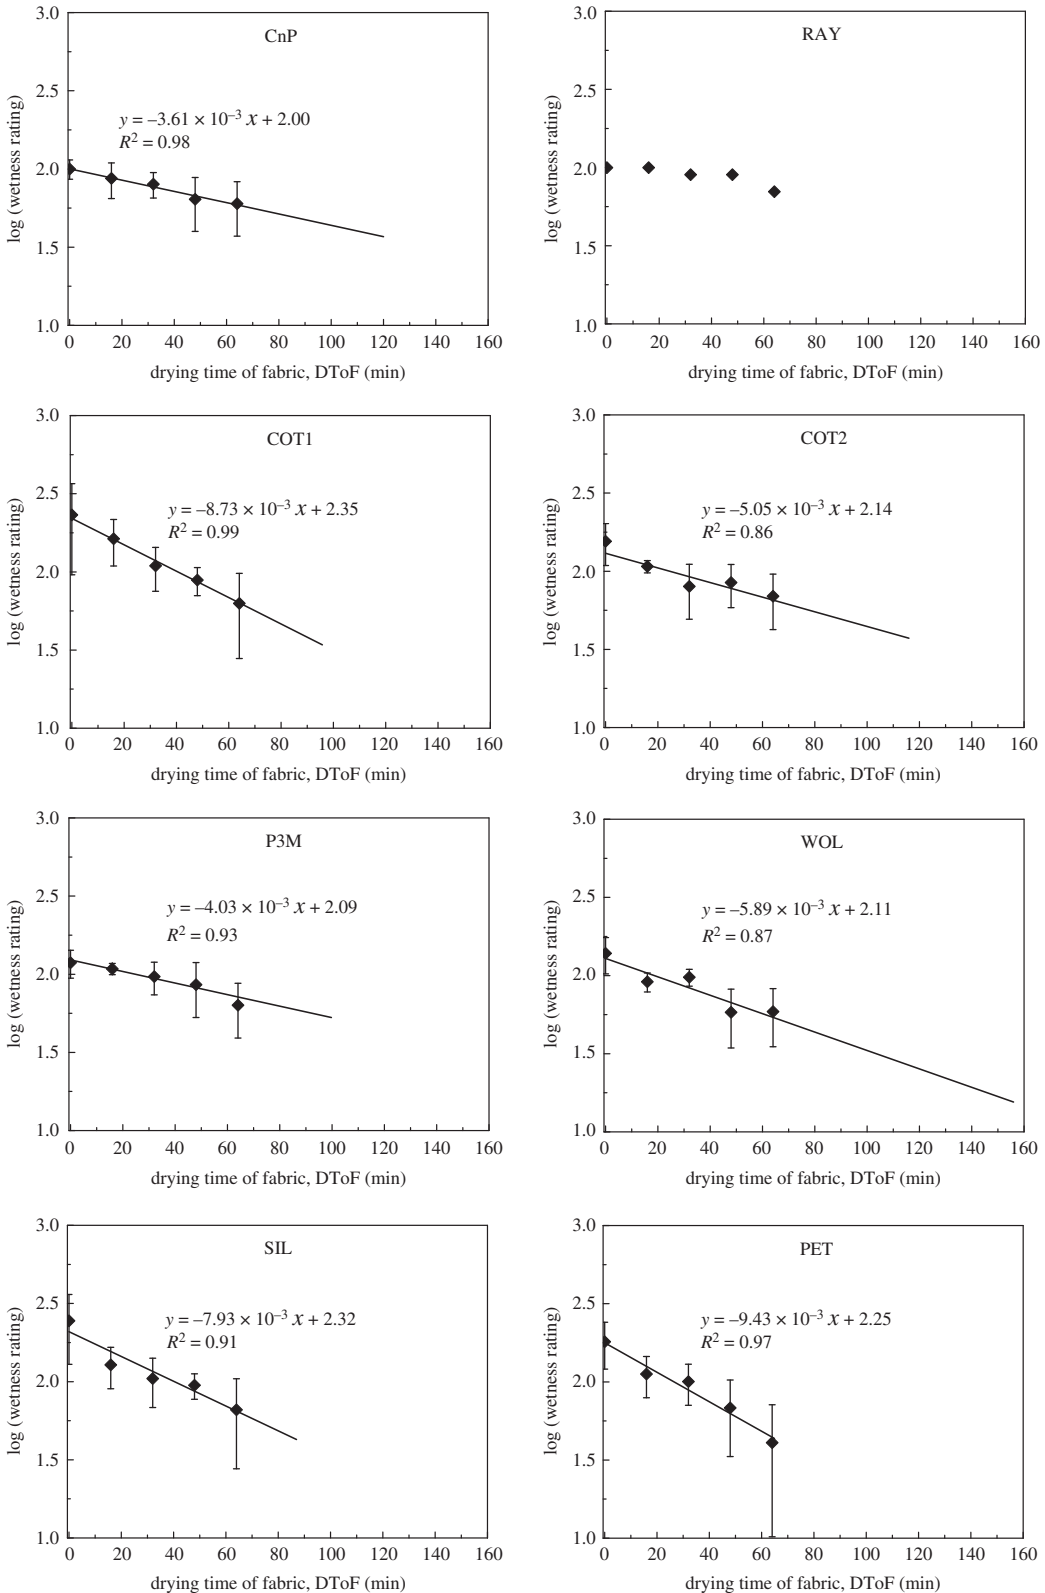 CnP
y = –3.61 × 10–3 x + 2.00
R2 = 0.98
log (wetness rating)
3.0
2.5
2.0
1.5
1.0
0 20 40 60 80 100 120 140 160
drying time of fabric, DToF (min)
RAY
log (wetness rating)
3.0
2.5
2.0
1.5
1.0
0 20 40 60 80 100 120 140 160
drying time of fabric, DToF (min)
COT1
y = –8.73 × 10–3 x + 2.35
R2 = 0.99
log (wetness rating)
3.0
2.5
2.0
1.5
1.0
0 20 40 60 80 100 120 140 160
drying time of fabric, DToF (min)
COT2
y = –5.05 × 10–3 x + 2.14
R2 = 0.86
log (wetness rating)
3.0
2.5
2.0
1.5
1.0
0 20 40 60 80 100 120 140 160
drying time of fabric, DToF (min)
P3M
y = –4.03 × 10–3 x + 2.09
R2 = 0.93
log (wetness rating)
3.0
2.5
2.0
1.5
1.0
0 20 40 60 80 100 120 140 160
drying time of fabric, DToF (min)
WOL
y = –5.89 × 10–3 x + 2.11
R2 = 0.87
log (wetness rating)
3.0
2.5
2.0
1.5
1.0
0 20 40 60 80 100 120 140 160
drying time of fabric, DToF (min)
SIL
y = –7.93 × 10–3 x + 2.32
R2 = 0.91
log (wetness rating)
3.0
2.5
2.0
1.5
1.0
0 20 40 60 80 100 120 140 160
drying time of fabric, DToF (min)
PET
y = –9.43 × 10–3 x + 2.25
R2 = 0.97
log (wetness rating)
3.0
2.5
2.0
1.5
1.0
0 20 40 60 80 100 120 140 160
drying time of fabric, DToF (min)